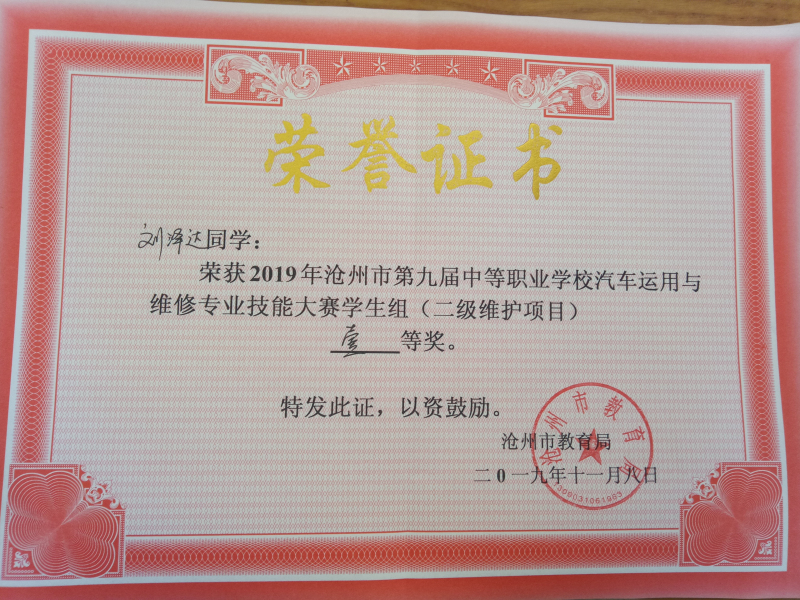 荣誉证书
刘泽达同学：
荣获2019年沧州市第九届中等职业学校汽车运用与
维修专业技能大赛学生组（二级维护项目）
壹等奖。
特发此证，以资鼓励。
沧州市教育局
二0一九年十一月八日
沧州市教育局